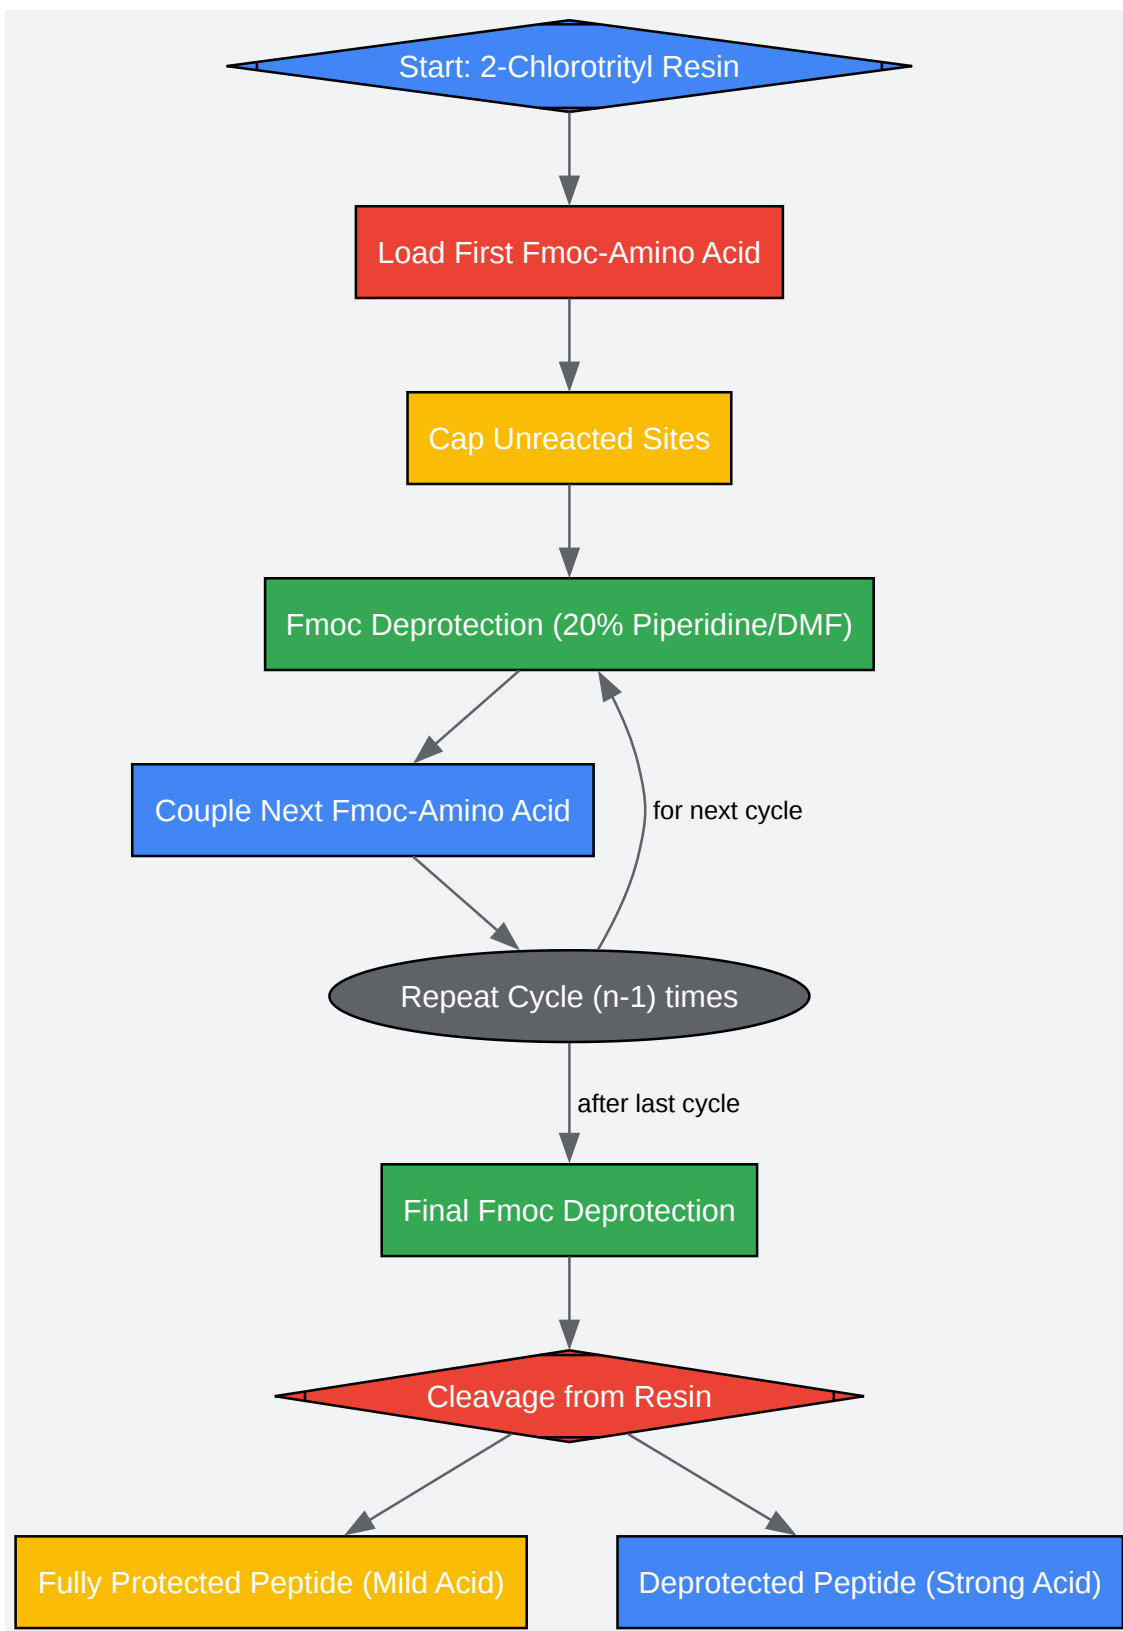 Start: 2-Chlorotrityl Resin
Load First Fmoc-Amino Acid
Cap Unreacted Sites
Fmoc Deprotection (20% Piperidine/DMF)
Couple Next Fmoc-Amino Acid
for next cycle
Repeat Cycle (n-1) times
after last cycle
Final Fmoc Deprotection
Cleavage from Resin
Fully Protected Peptide (Mild Acid)
Deprotected Peptide (Strong Acid)